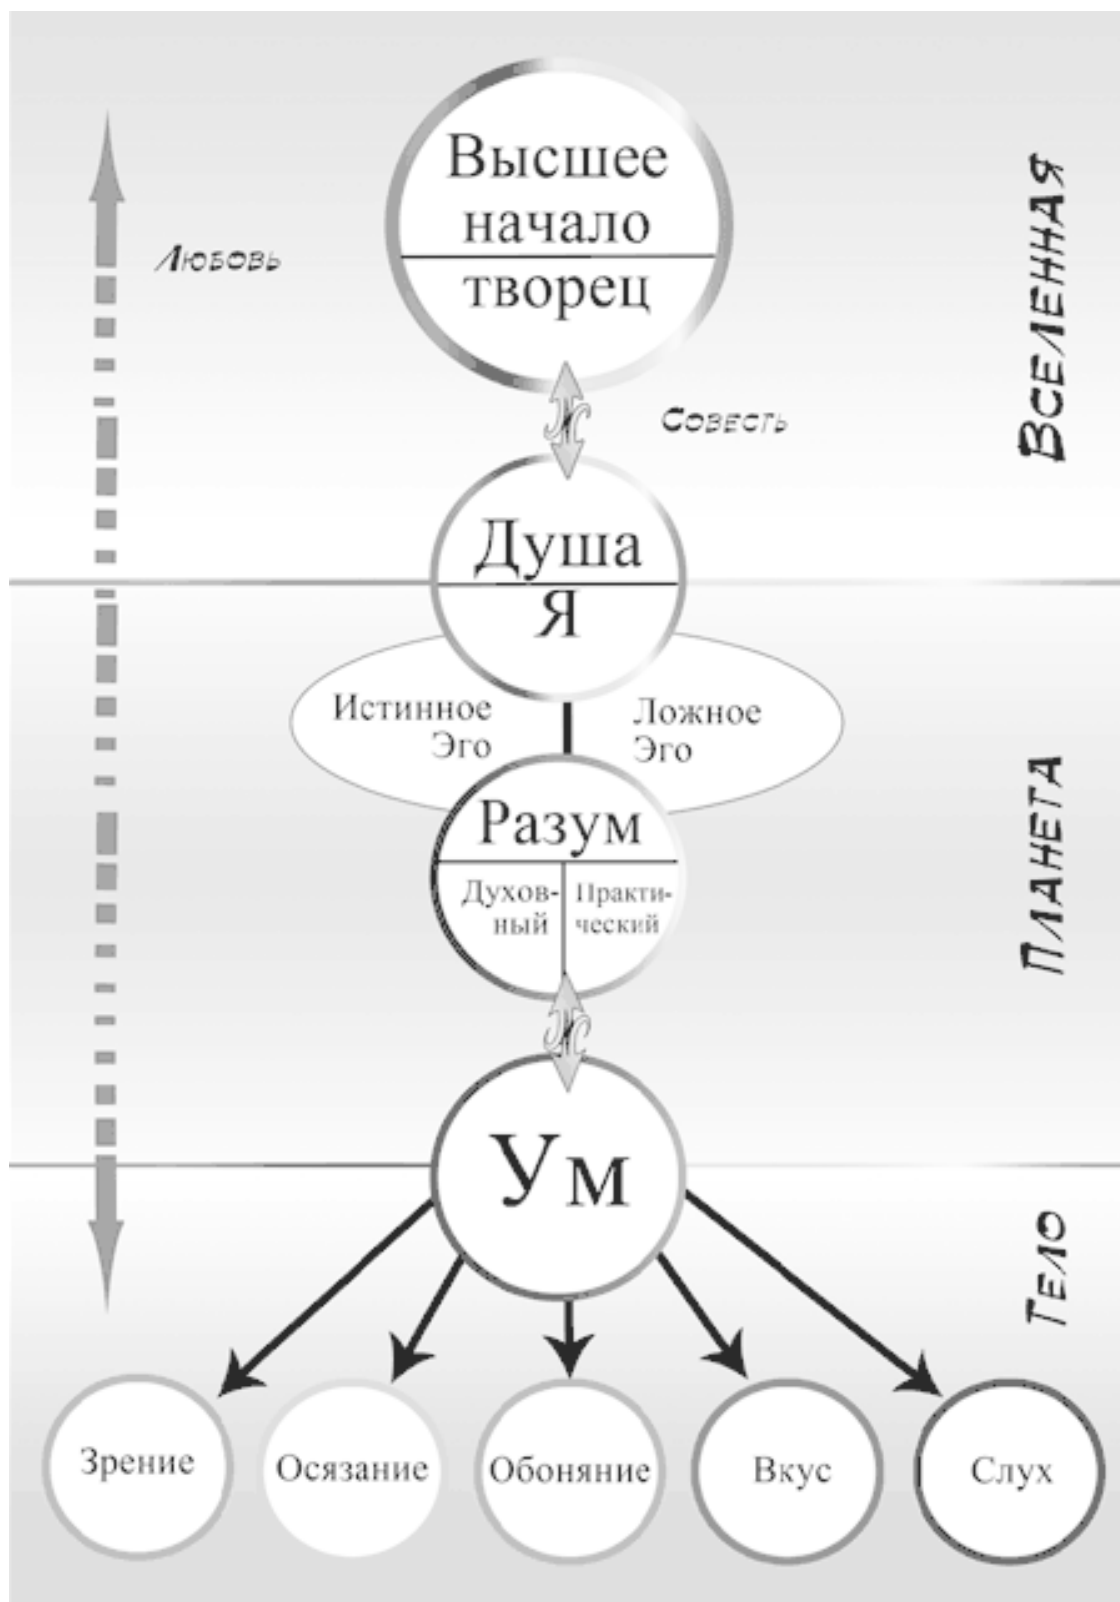 Высшее
начало
творец
Любовь
Вселенная
Совесть
Душа
Я
Истинное
Эго
Ложное
Эго
Разум
Духов-
ный
Практи-
ческий
Планета
Ум
Тело
Зрение
Осязание
Обоняние
Вкус
Слух